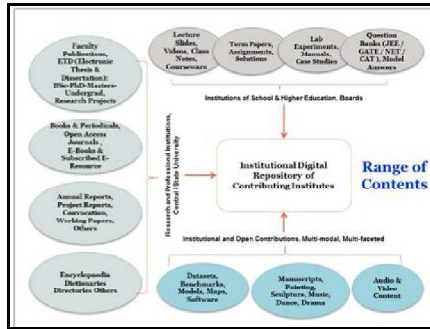 Faculty
Publications,
ETD(Electronic
Thesis &
Dissertation):
BSc-PhD-Masters-
Undergrad,
Research Projects
Books & Periodicals,
Open Access
Journals ,
E-Books &
Subscribed E-
Resource
Annual Reports,
Project Reports,
Convocation,
Working Papers,
Others
Encyclopaedia
Dictionaries
Directories Others
Research and Professional Institutions,
Central /State University
Lecture
Slides,
Videos, Class
Notes,
Courseware
Term Papers,
Assignments,
Solutions
Lab
Experiments,
Manuals,
Case Studies
Question
Banks (JEE /
GATE / NET /
CAT ), Model
Answers
Institutions of School & Higher Education, Boards
Institutional Digital
Repository of
Contributing Institutes
Range of
Contents
Institutional and Open Contributions, Multi-modal, Multi-faceted
Datasets,
Benchmarks,
Models, Maps,
Software
Manuscripts,
Painting,
Sculpture, Music,
Dance, Drama
Audio &
Video
Content